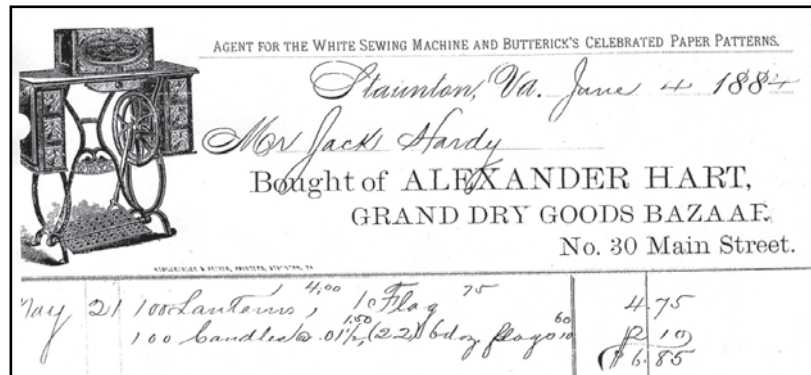 AGENT FOR THE WHITE SEWING MACHINE AND BUTTERICK'S CELEBRATED PAPER PATTERNS.
Staunton, Va. June 4 1884
Mr Jack Hardy
Bought of ALEXANDER HART,
GRAND DRY GOODS BAZAAR,
No. 30 Main Street.
May 21 100 Lanterns, 4,00 1 Flag 75 4.75
100 Candles @ .01½, 1.50 6 doz flags 10 60 2 10
$6.85